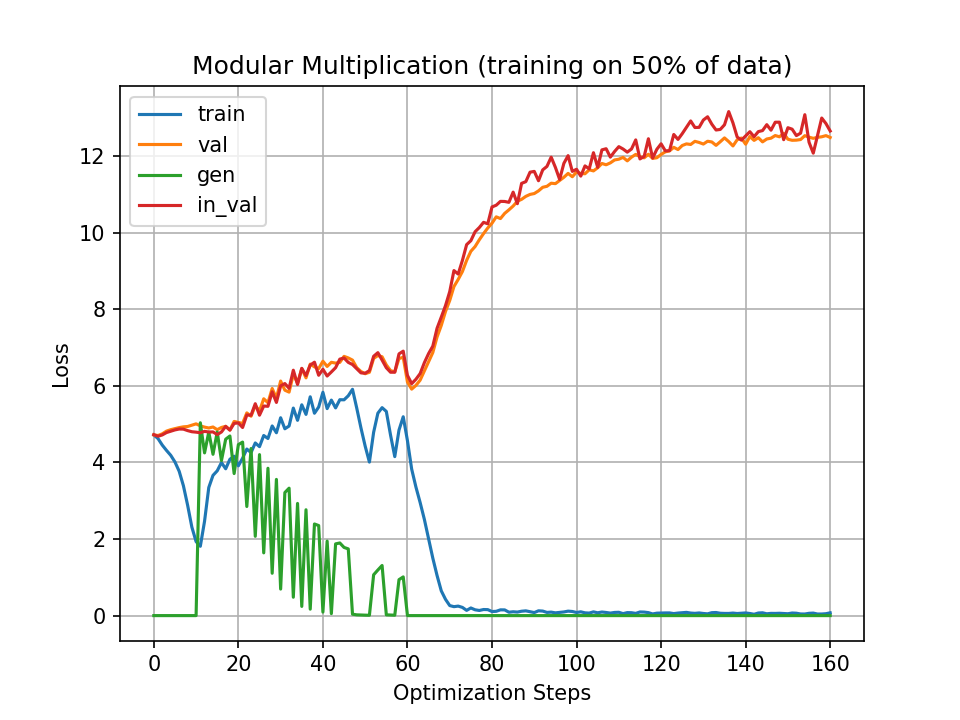 Modular Multiplication (training on 50% of data)
train
val
gen
in_val
12
10
8
6
4
2
0
Loss
0 20 40 60 80 100 120 140 160
Optimization Steps